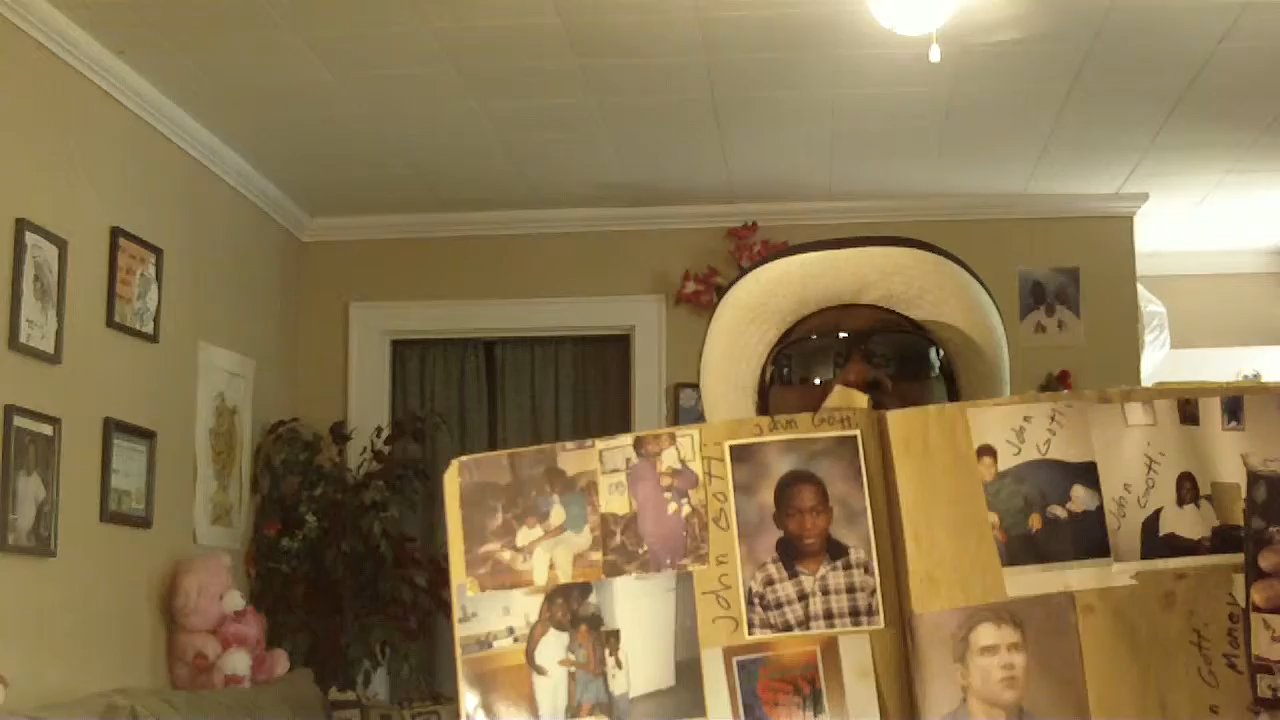 John Gotti
John Gotti.
John
Gotti
John
Gotti.
n Gotti.
Money